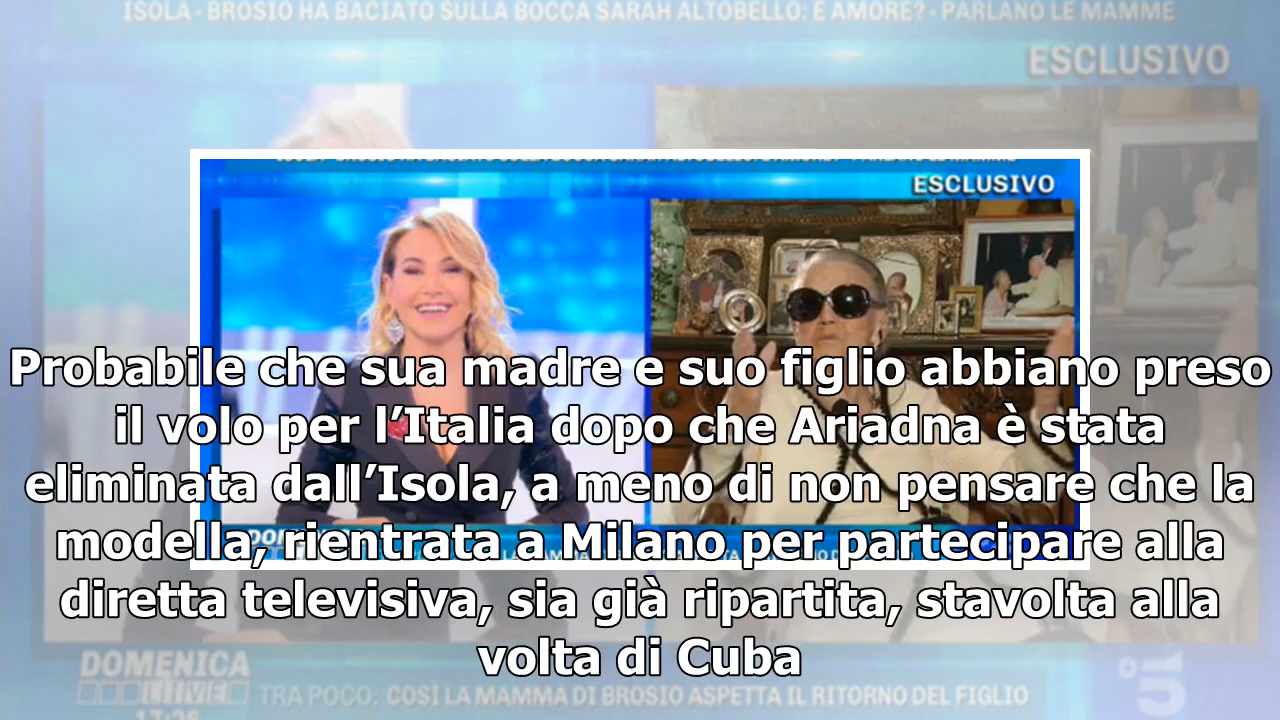 ISOLA - BROSIO HA BACIATO SULLA BOCCA SARAH ALTOBELLO: È AMORE? - PARLANO LE MAMME
ESCLUSIVO
ESCLUSIVO
Probabile che sua madre e suo figlio abbiano preso
il volo per l’Italia dopo che Ariadna è stata
eliminata dall’Isola, a meno di non pensare che la
modella, rientrata a Milano per partecipare alla
diretta televisiva, sia già ripartita, stavolta alla
volta di Cuba
DOMENICA
LIVE
TRA POCO: COSÌ LA MAMMA DI BROSIO ASPETTA IL RITORNO DEL FIGLIO
5